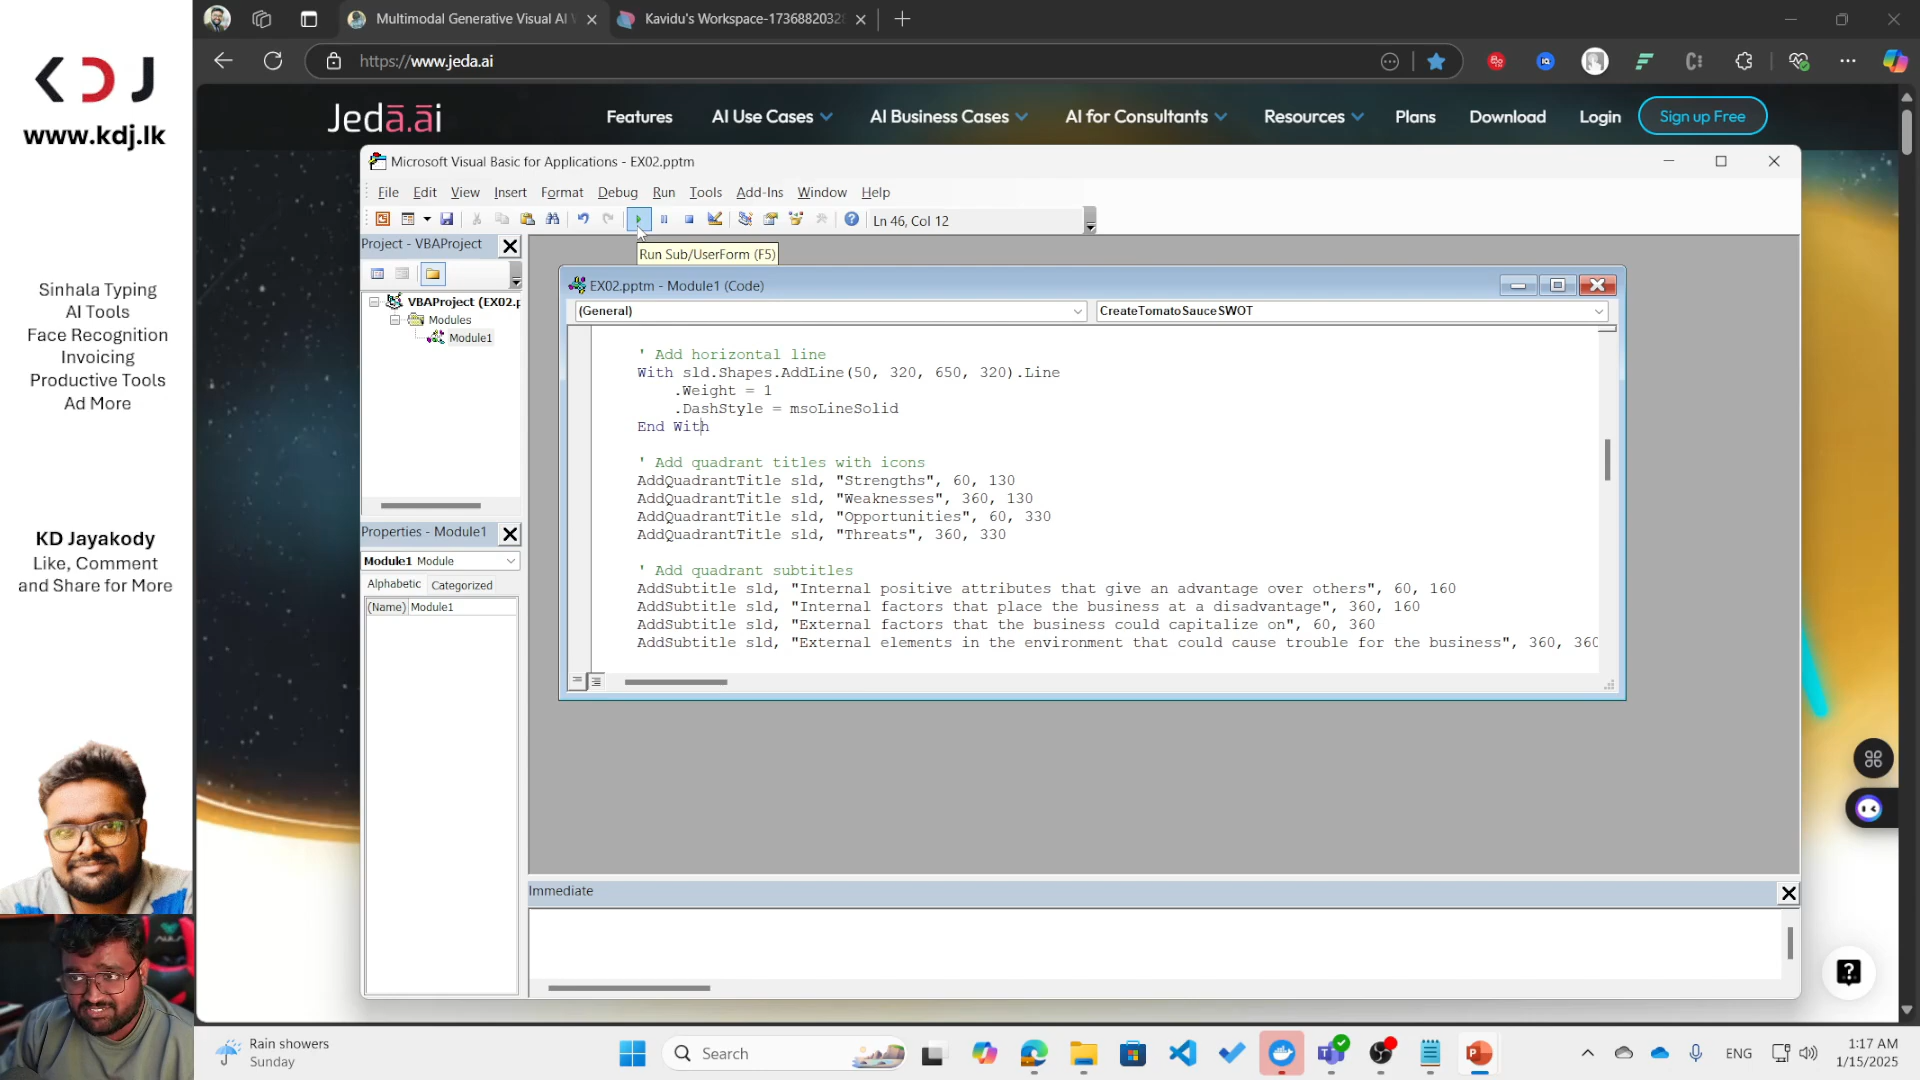 KDJ
www.kdj.lk
Sinhala Typing
AI Tools
Face Recognition
Invoicing
Productive Tools
Ad More
KD Jayakody
Like, Comment
and Share for More
Multimodal Generative Visual AI
Kavidu's Workspace-1736882032
https://www.jeda.ai
Jedā.āi
Features
AI Use Cases
AI Business Cases
AI for Consultants
Resources
Plans
Download
Login
Sign up Free
Microsoft Visual Basic for Applications - EX02.pptm
File Edit View Insert Format Debug Run Tools Add-Ins Window Help
Ln 46, Col 12
Run Sub/UserForm (F5)
Project - VBAProject
VBAProject (EX02.p
Modules
Module1
Properties - Module1
Module1 Module
Alphabetic Categorized
(Name) Module1
EX02.pptm - Module1 (Code)
(General)
CreateTomatoSauceSWOT
' Add horizontal line
With sld.Shapes.AddLine(50, 320, 650, 320).Line
.Weight = 1
.DashStyle = msoLineSolid
End With
' Add quadrant titles with icons
AddQuadrantTitle sld, "Strengths", 60, 130
AddQuadrantTitle sld, "Weaknesses", 360, 130
AddQuadrantTitle sld, "Opportunities", 60, 330
AddQuadrantTitle sld, "Threats", 360, 330
' Add quadrant subtitles
AddSubtitle sld, "Internal positive attributes that give an advantage over others", 60, 160
AddSubtitle sld, "Internal factors that place the business at a disadvantage", 360, 160
AddSubtitle sld, "External factors that the business could capitalize on", 60, 360
AddSubtitle sld, "External elements in the environment that could cause trouble for the business", 360, 360
Immediate
Rain showers
Sunday
Search
ENG
1:17 AM
1/15/2025